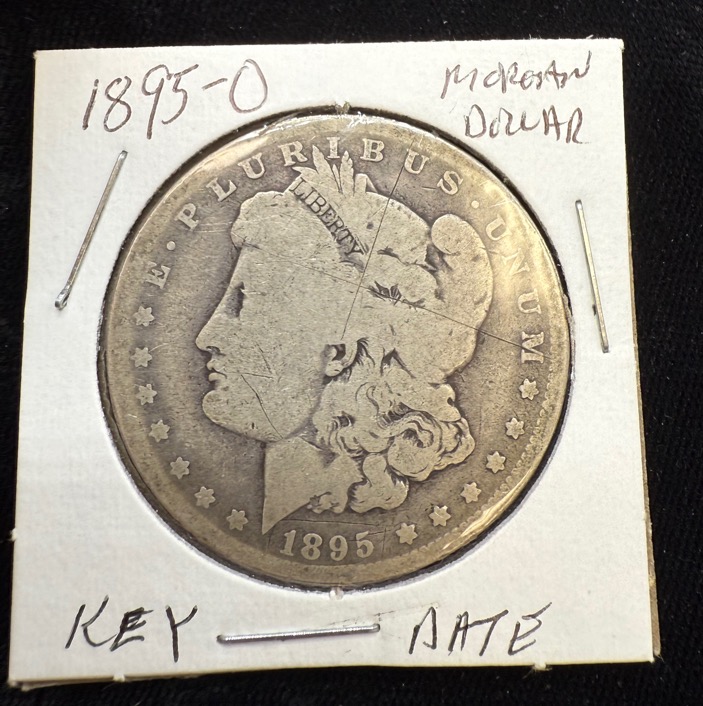 1895-O
MORGAN
DOLLAR
E · PLURIBUS · UNUM
LIBERTY
1895
KEY — DATE